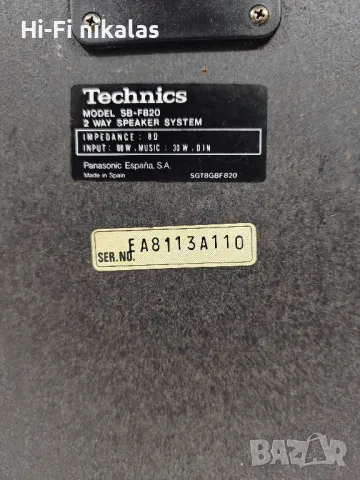 Hi-Fi nikalas
Technics
MODEL SB-F820
2 WAY SPEAKER SYSTEM
IMPEDANCE: 8Ω
INPUT: 60W, MUSIC: 30W, DIN
Panasonic España, S.A.
Made in Spain SGT8GBF820
SER.NO. EA8113A110
BAZAR